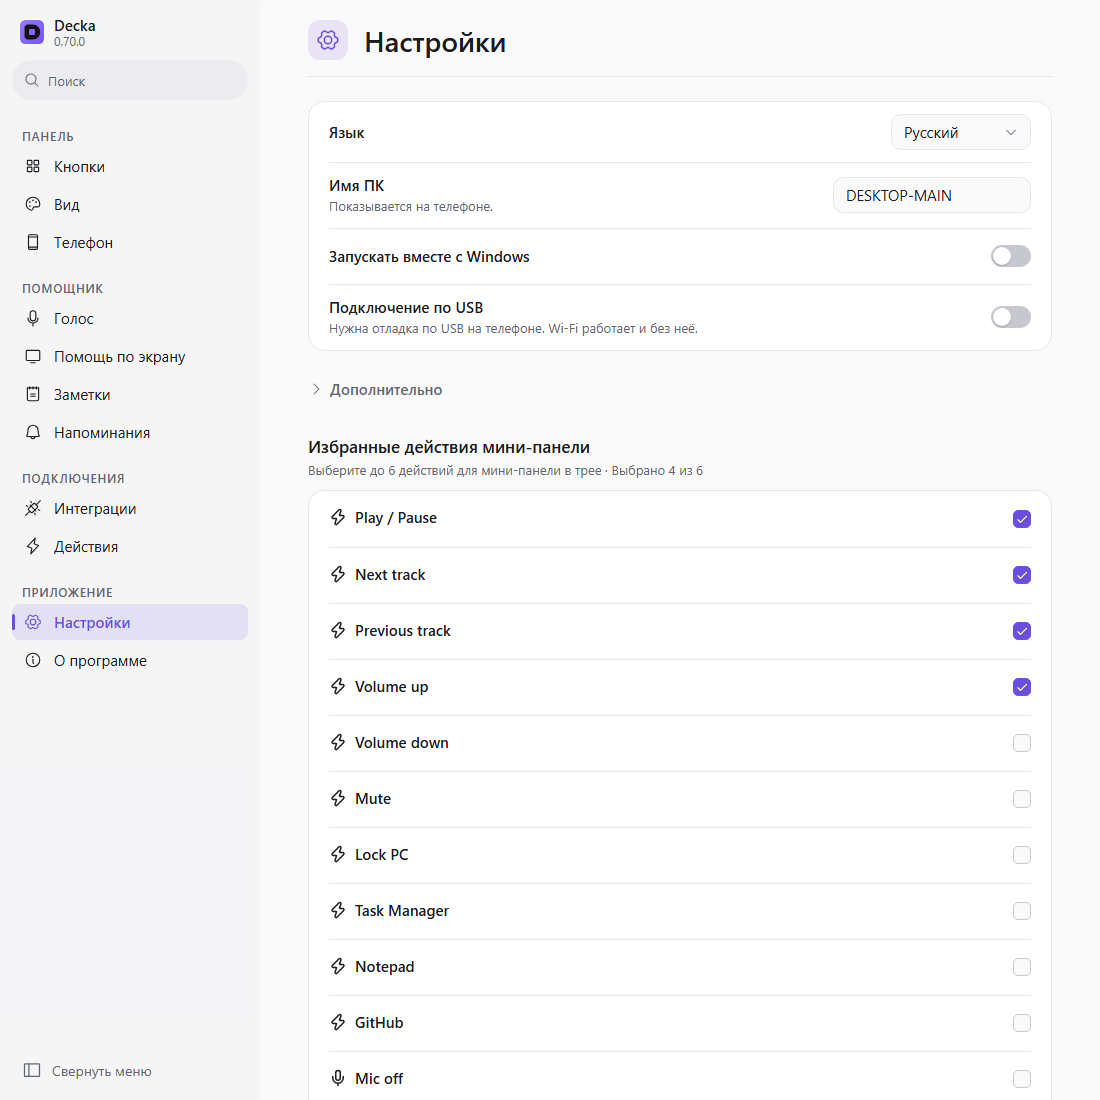 Decka
0.70.0
Поиск
ПАНЕЛЬ
Кнопки
Вид
Телефон
ПОМОЩНИК
Голос
Помощь по экрану
Заметки
Напоминания
ПОДКЛЮЧЕНИЯ
Интеграции
Действия
ПРИЛОЖЕНИЕ
Настройки
О программе
Свернуть меню
Настройки
Язык
Русский
Имя ПК
Показывается на телефоне.
DESKTOP-MAIN
Запускать вместе с Windows
Подключение по USB
Нужна отладка по USB на телефоне. Wi-Fi работает и без неё.
Дополнительно
Избранные действия мини-панели
Выберите до 6 действий для мини-панели в трее · Выбрано 4 из 6
Play / Pause
Next track
Previous track
Volume up
Volume down
Mute
Lock PC
Task Manager
Notepad
GitHub
Mic off